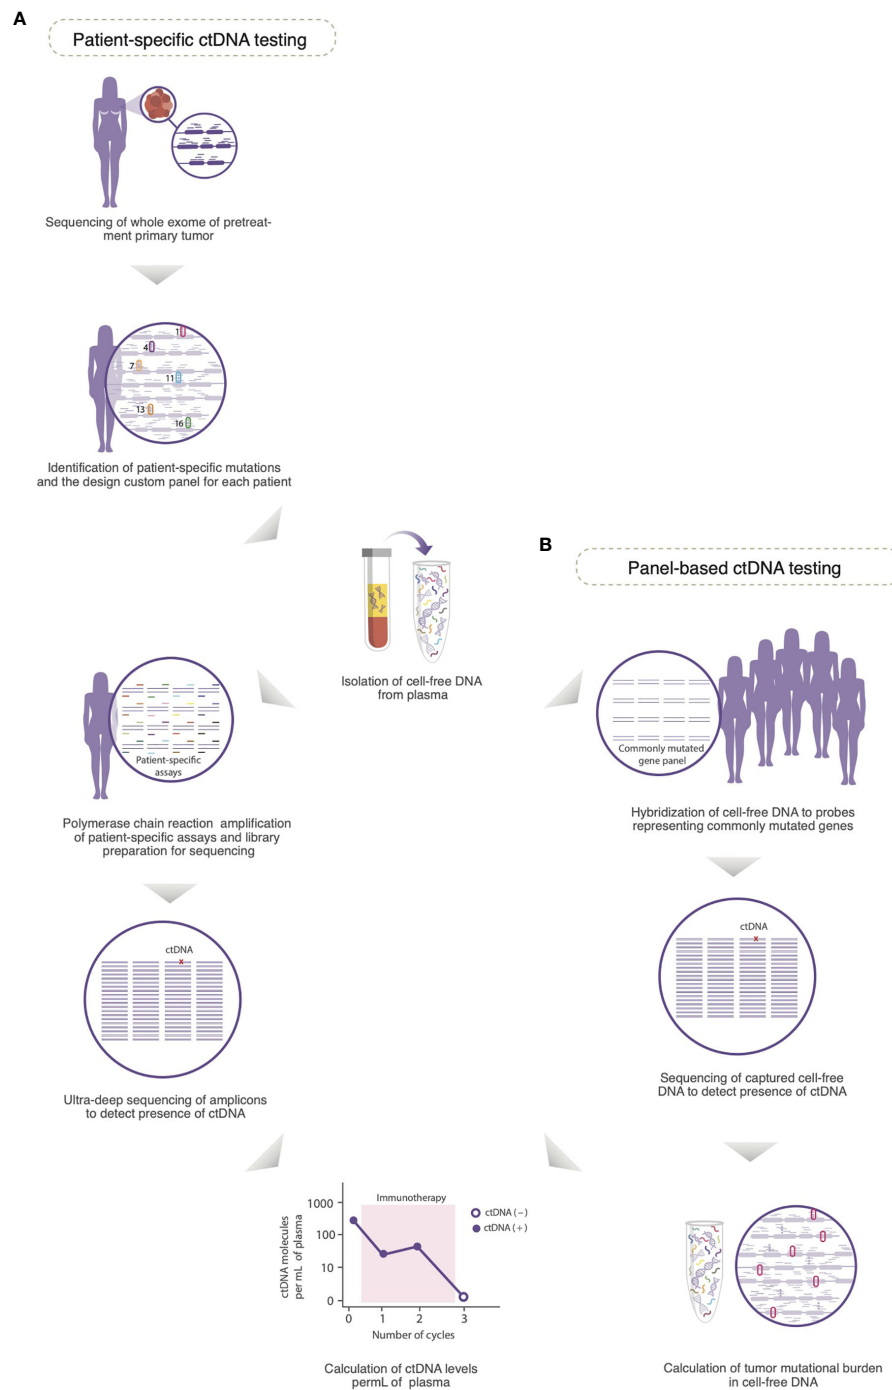 A
Patient-specific ctDNA testing
Sequencing of whole exome of pretreat-
ment primary tumor
1
4
7
11
13
16
Identification of patient-specific mutations
and the design custom panel for each patient
Isolation of cell-free DNA
from plasma
B
Panel-based ctDNA testing
Patient-specific
assays
Polymerase chain reaction amplification
of patient-specific assays and library
preparation for sequencing
Commonly mutated
gene panel
Hybridization of cell-free DNA to probes
representing commonly mutated genes
ctDNA
x
Ultra-deep sequencing of amplicons
to detect presence of ctDNA
ctDNA
x
Sequencing of captured cell-free
DNA to detect presence of ctDNA
Immunotherapy
ctDNA (−)
ctDNA (+)
ctDNA molecules
per mL of plasma
1000
100
10
0
0 1 2 3
Number of cycles
Calculation of ctDNA levels
permL of plasma
Calculation of tumor mutational burden
in cell-free DNA